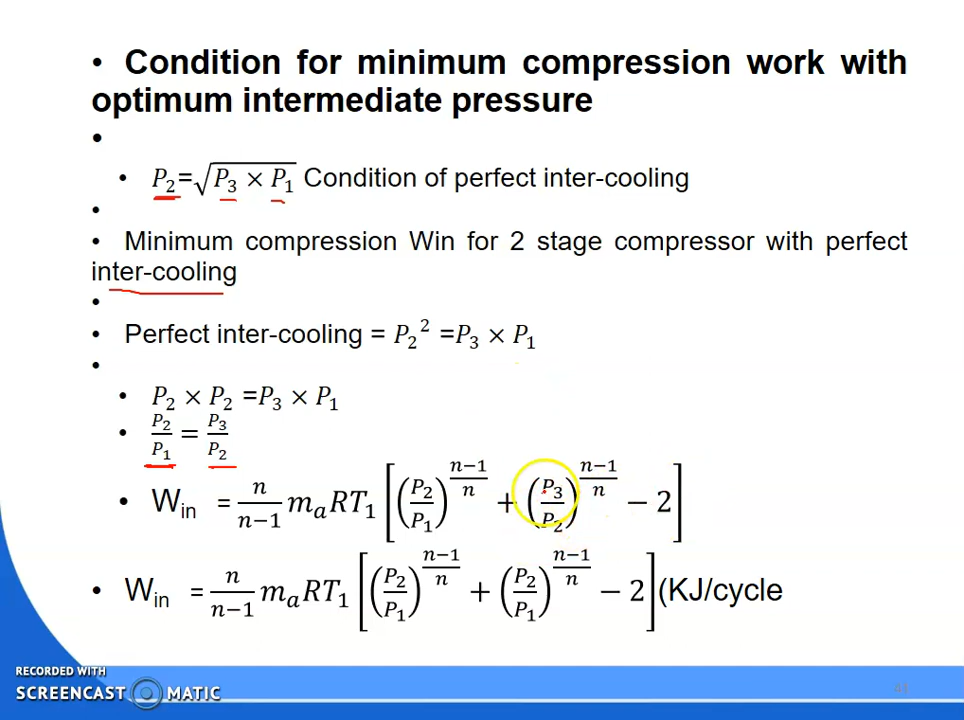 • Condition for minimum compression work with
optimum intermediate pressure
•
• P₂=√(P₃ × P₁) Condition of perfect inter-cooling
•
• Minimum compression Win for 2 stage compressor with perfect
inter-cooling
•
• Perfect inter-cooling = P₂² =P₃ × P₁
•
• P₂ × P₂ =P₃ × P₁
• P₂/P₁ = P₃/P₂
• Wᵢₙ = n/(n−1) mₐRT₁ [(P₂/P₁)^((n−1)/n) + (P₃/P₂)^((n−1)/n) − 2]
• Wᵢₙ = n/(n−1) mₐRT₁ [(P₂/P₁)^((n−1)/n) + (P₂/P₁)^((n−1)/n) − 2](KJ/cycle
RECORDED WITH
SCREENCAST MATIC